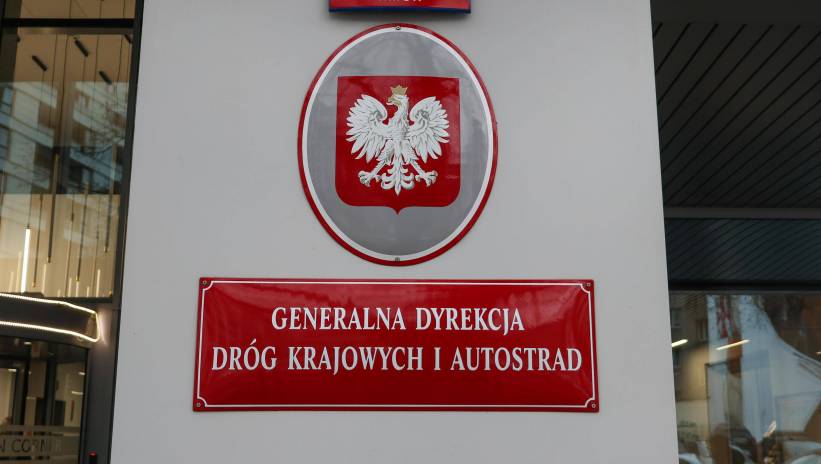 GENERALNA DYREKCJA
DRÓG KRAJOWYCH I AUTOSTRAD